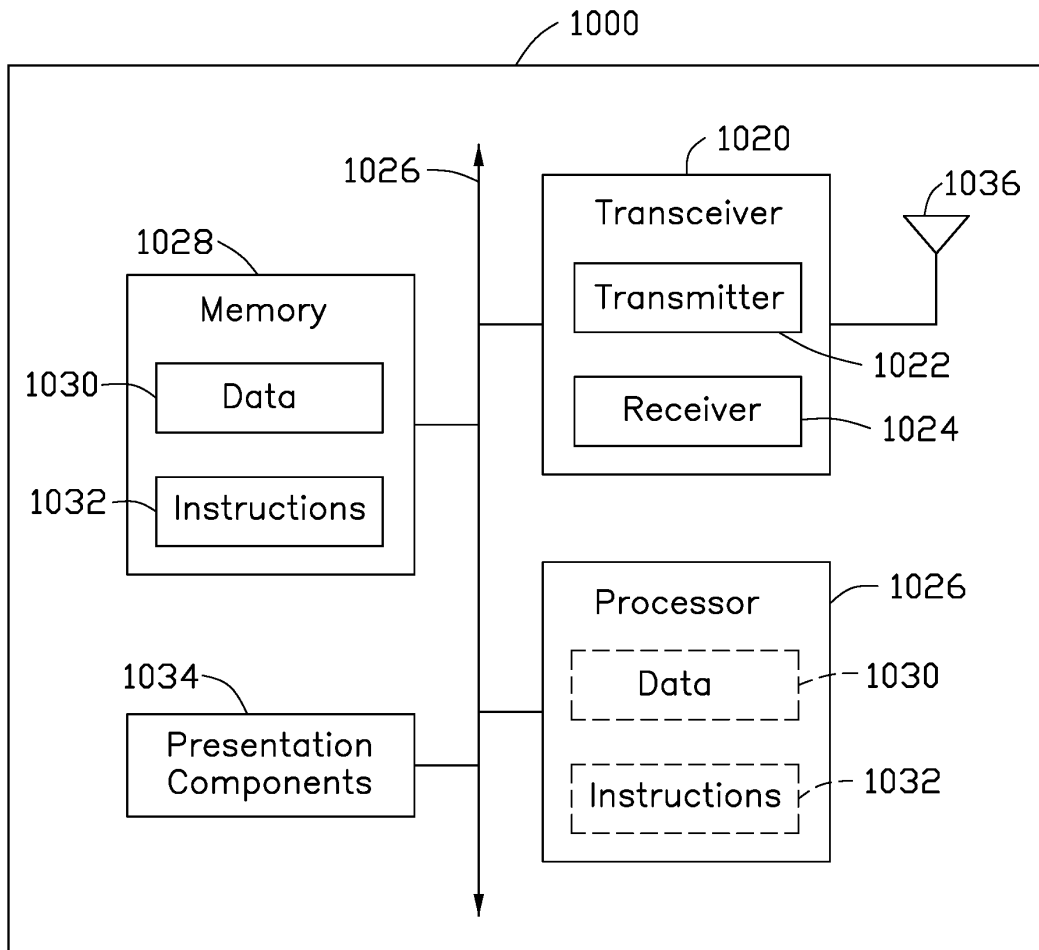 1000
1026
1020
Transceiver
1036
1028
Memory
Transmitter
1022
1030
Data
Receiver
1024
1032
Instructions
Processor
1026
1034
Data
1030
Presentation
Components
Instructions
1032